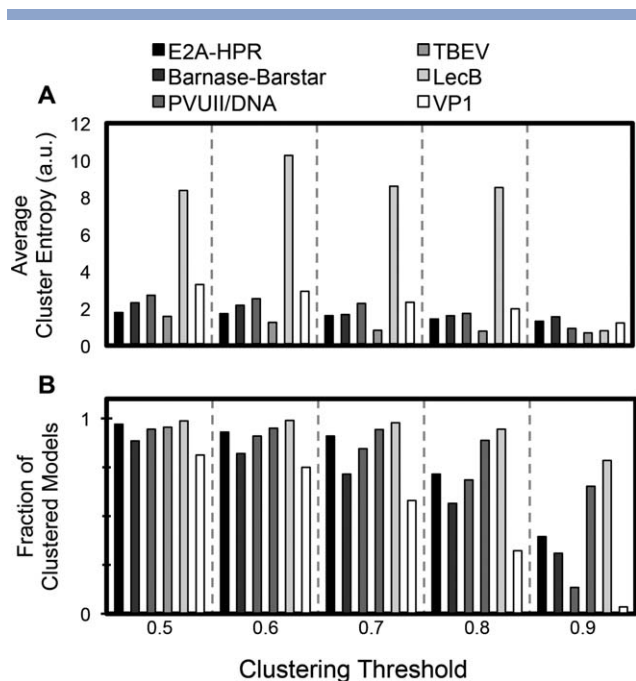 E2A-HPR TBEV
Barnase-Barstar LecB
PVUII/DNA VP1
A
Average
Cluster Entropy (a.u.)
12
10
8
6
4
2
0
B
Fraction of
Clustered Models
1
0
0.5 0.6 0.7 0.8 0.9
Clustering Threshold